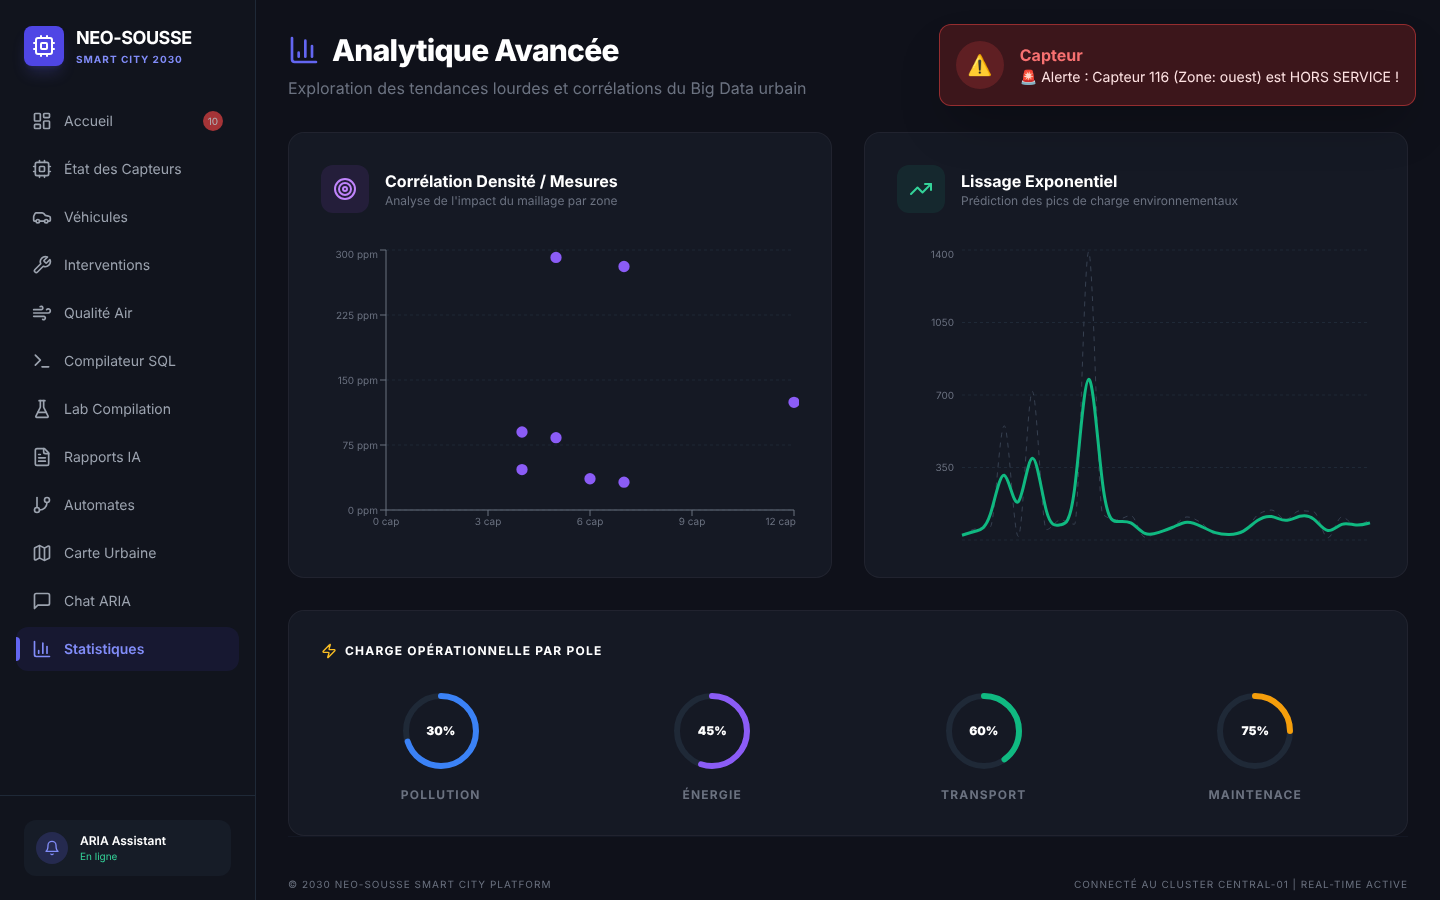 NEO-SOUSSE
SMART CITY 2030
Accueil
10
État des Capteurs
Véhicules
Interventions
Qualité Air
Compilateur SQL
Lab Compilation
Rapports IA
Automates
Carte Urbaine
Chat ARIA
Statistiques
ARIA Assistant
En ligne
Analytique Avancée
Exploration des tendances lourdes et corrélations du Big Data urbain
Capteur
🚨 Alerte : Capteur 116 (Zone: ouest) est HORS SERVICE !
Corrélation Densité / Mesures
Analyse de l'impact du maillage par zone
300 ppm
225 ppm
150 ppm
75 ppm
0 ppm
0 cap
3 cap
6 cap
9 cap
12 cap
Lissage Exponentiel
Prédiction des pics de charge environnementaux
1400
1050
700
350
CHARGE OPÉRATIONNELLE PAR POLE
30%
POLLUTION
45%
ÉNERGIE
60%
TRANSPORT
75%
MAINTENACE
© 2030 NEO-SOUSSE SMART CITY PLATFORM
CONNECTÉ AU CLUSTER CENTRAL-01 | REAL-TIME ACTIVE